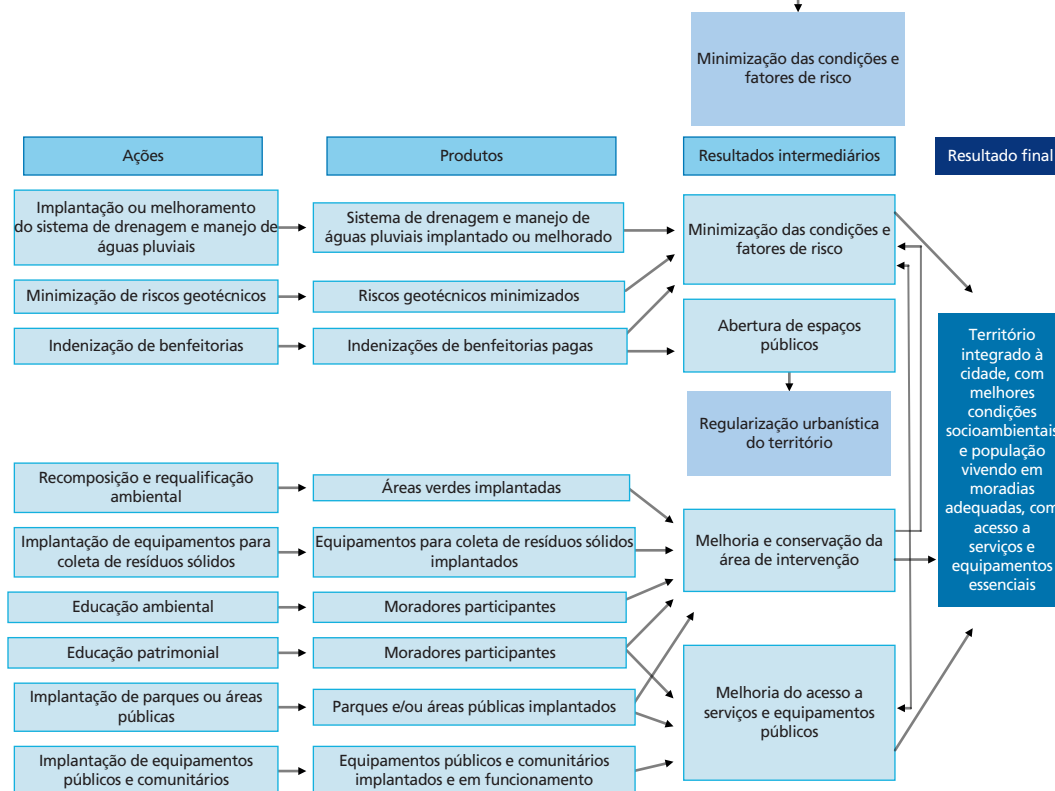 Minimização das condições e
fatores de risco
Ações
Produtos
Resultados intermediários
Resultado final
Implantação ou melhoramento
do sistema de drenagem e manejo de
águas pluviais
Sistema de drenagem e manejo de
águas pluviais implantado ou melhorado
Minimização das condições e
fatores de risco
Minimização de riscos geotécnicos
Riscos geotécnicos minimizados
Indenização de benfeitorias
Indenizações de benfeitorias pagas
Abertura de espaços
públicos
Regularização urbanística
do território
Território
integrado à
cidade, com
melhores
condições
socioambientais
e população
vivendo em
moradias
adequadas, com
acesso a
serviços e
equipamentos
essenciais
Recomposição e requalificação
ambiental
Áreas verdes implantadas
Implantação de equipamentos para
coleta de resíduos sólidos
Equipamentos para coleta de resíduos sólidos
implantados
Melhoria e conservação da
área de intervenção
Educação ambiental
Moradores participantes
Educação patrimonial
Moradores participantes
Implantação de parques ou áreas
públicas
Parques e/ou áreas públicas implantados
Melhoria do acesso a
serviços e equipamentos
públicos
Implantação de equipamentos
públicos e comunitários
Equipamentos públicos e comunitários
implantados e em funcionamento